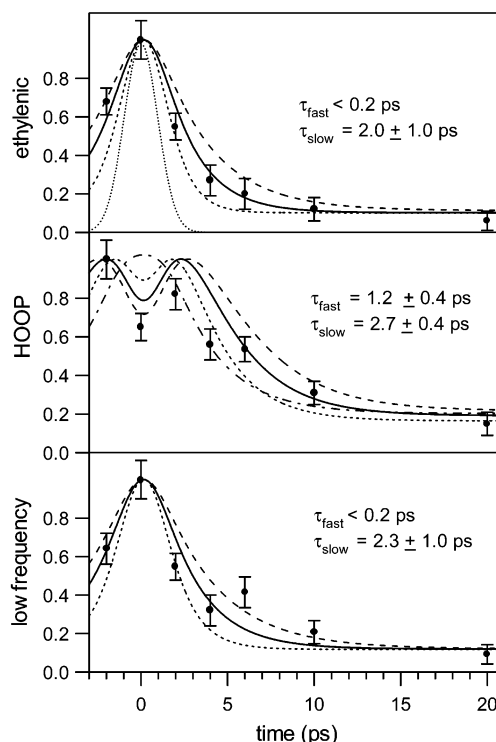 ethylenic
0.8
0.6
0.4
0.2
0.0
τfast < 0.2 ps
τslow = 2.0 ± 1.0 ps
HOOP
0.8
0.6
0.4
0.2
0.0
τfast = 1.2 ± 0.4 ps
τslow = 2.7 ± 0.4 ps
low frequency
0.8
0.6
0.4
0.2
0.0
τfast < 0.2 ps
τslow = 2.3 ± 1.0 ps
0 5 10 15 20
time (ps)